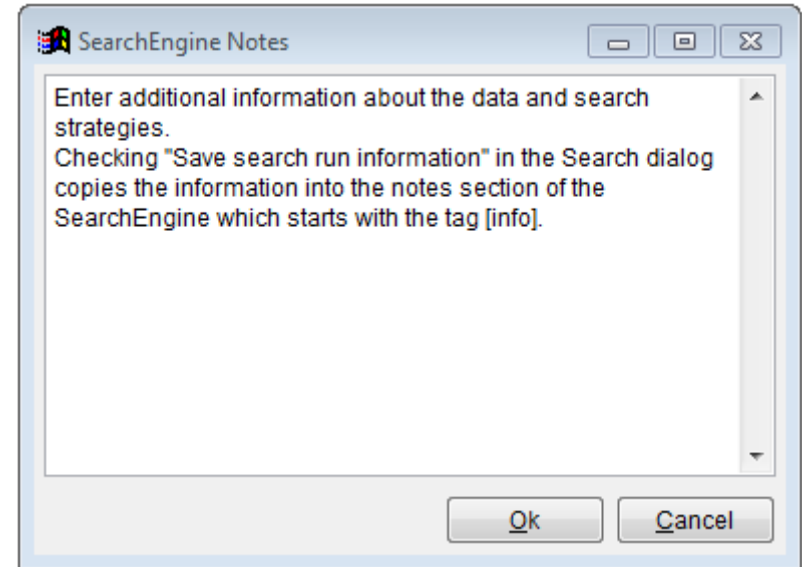 SearchEngine Notes
Enter additional information about the data and search
strategies.
Checking "Save search run information" in the Search dialog
copies the information into the notes section of the
SearchEngine which starts with the tag [info].
Ok
Cancel